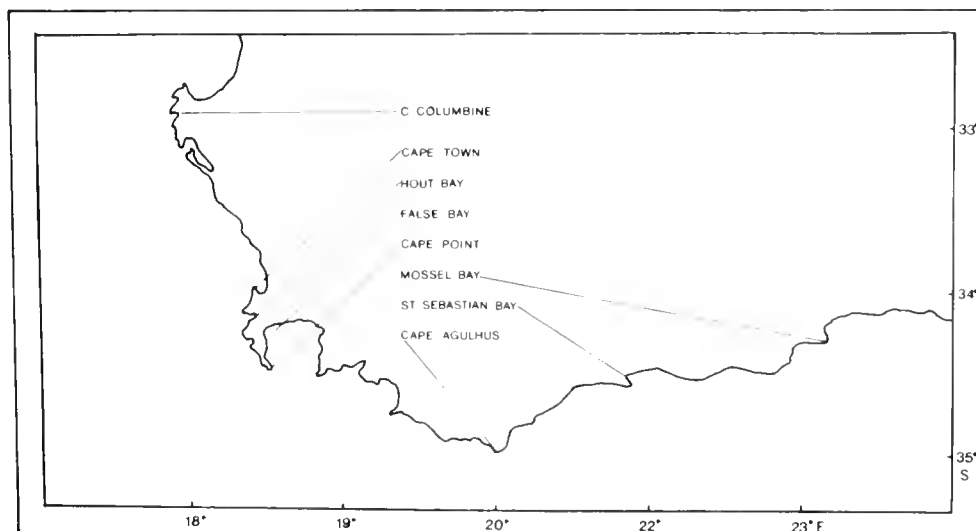 C COLUMBINE
33°
CAPE TOWN
HOUT BAY
FALSE BAY
CAPE POINT
MOSSEL BAY
34°
ST SEBASTIAN BAY
CAPE AGULHUS
35°
S
18° 19° 20° 22° 23° E